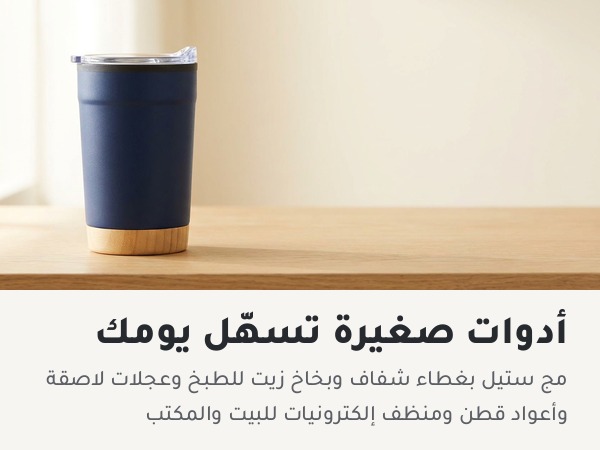 أدوات صغيرة تسهّل يومك
مج ستيل بغطاء شفاف وبخاخ زيت للطبخ وعجلات لاصقة
وأعواد قطن ومنظف إلكترونيات للبيت والمكتب